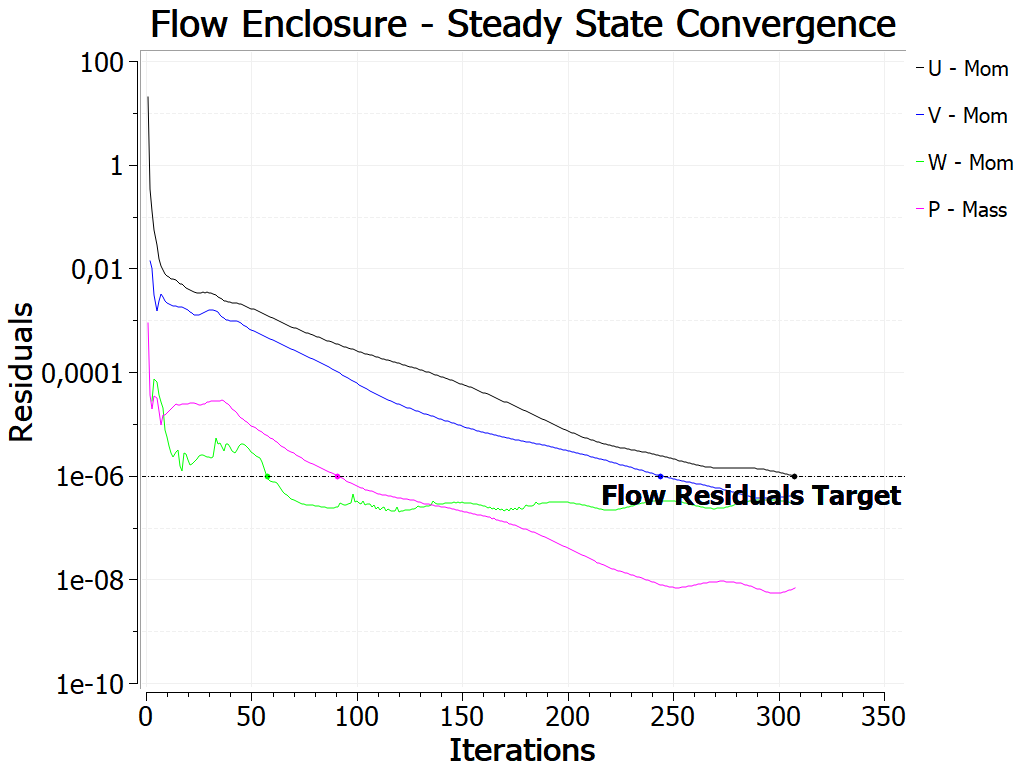 Flow Enclosure - Steady State Convergence
100
1
0,01
0,0001
1e-06
1e-08
1e-10
Residuals
U - Mom
V - Mom
W - Mom
P - Mass
Flow Residuals Target
0 50 100 150 200 250 300 350
Iterations